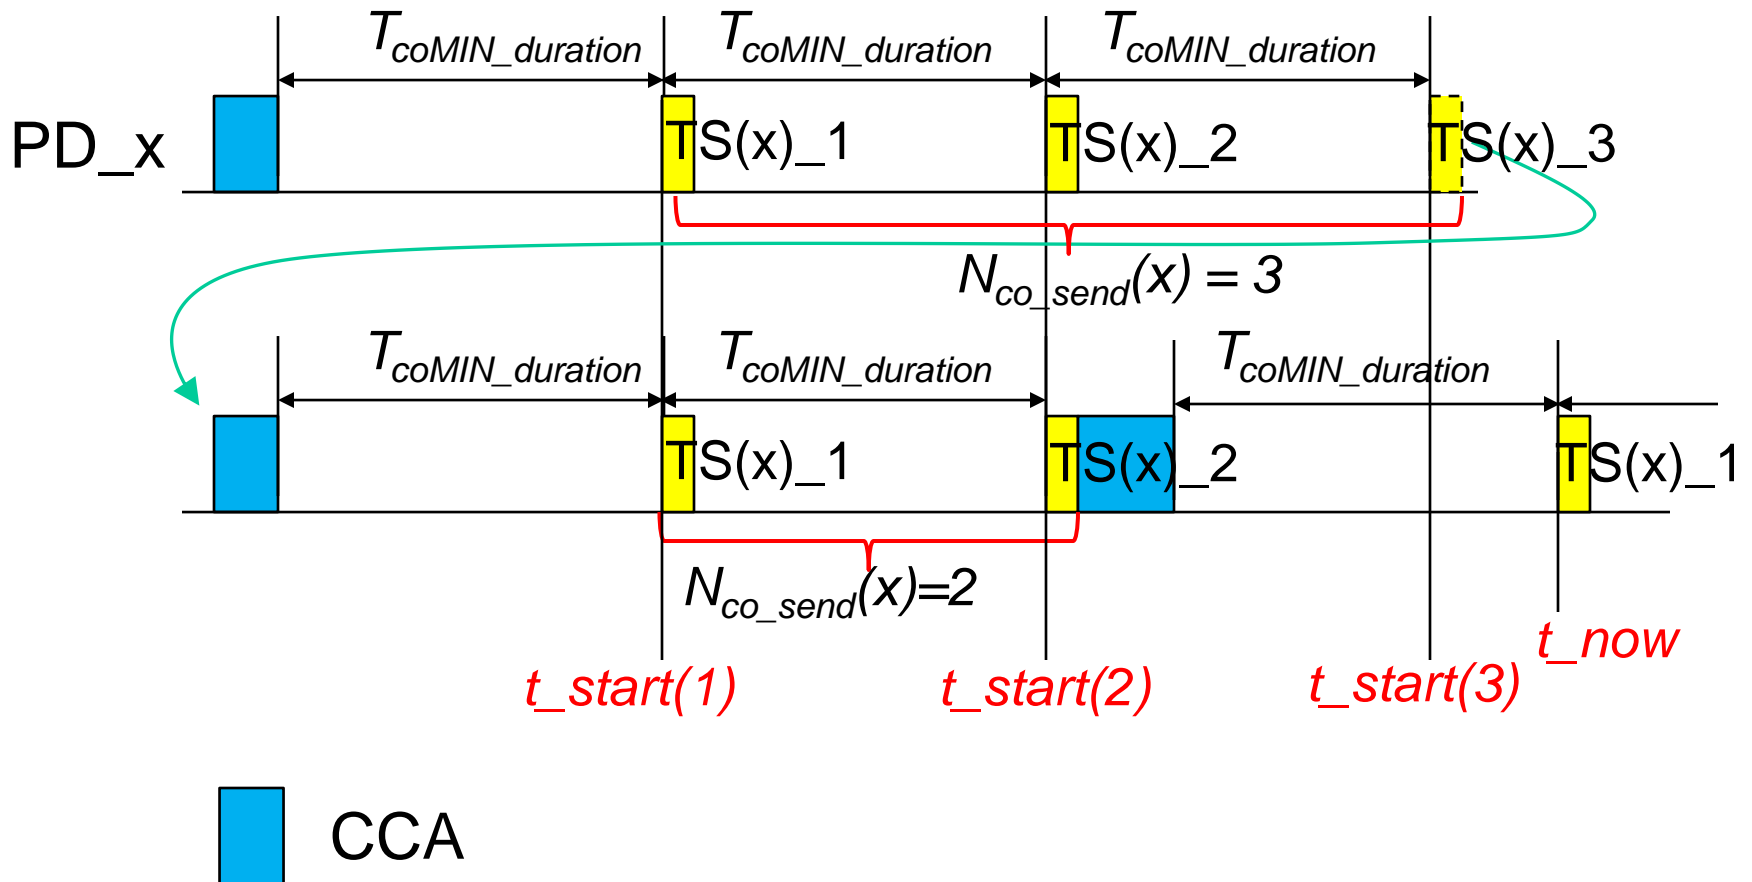 T_coMIN_duration T_coMIN_duration T_coMIN_duration
PD_x TS(x)_1 TS(x)_2 TS(x)_3
N_co_send(x) = 3
T_coMIN_duration T_coMIN_duration T_coMIN_duration
TS(x)_1 TS(x)_2 TS(x)_1
N_co_send(x)=2
t_now
t_start(1) t_start(2) t_start(3)
CCA